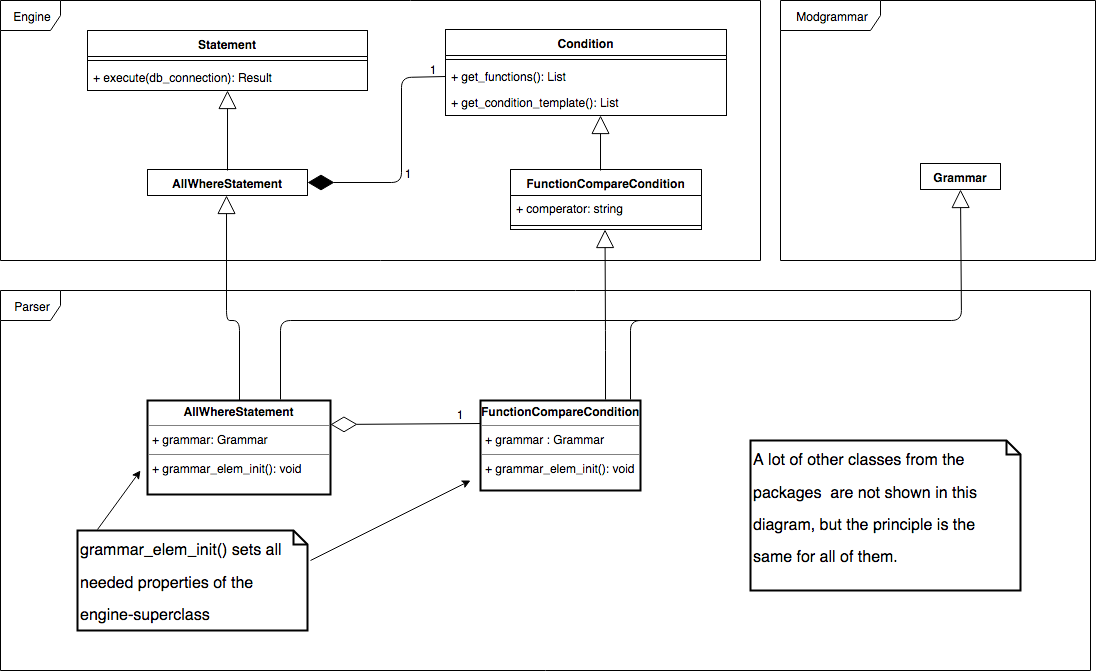 Engine
Modgrammar
Statement
+ execute(db_connection): Result
Condition
+ get_functions(): List
+ get_condition_template(): List
1
1
AllWhereStatement
FunctionCompareCondition
+ comperator: string
Grammar
Parser
AllWhereStatement
+ grammar: Grammar
+ grammar_elem_init(): void
1
FunctionCompareCondition
+ grammar : Grammar
+ grammar_elem_init(): void
A lot of other classes from the
packages  are not shown in this
diagram, but the principle is the
same for all of them.
grammar_elem_init() sets all
needed properties of the
engine-superclass